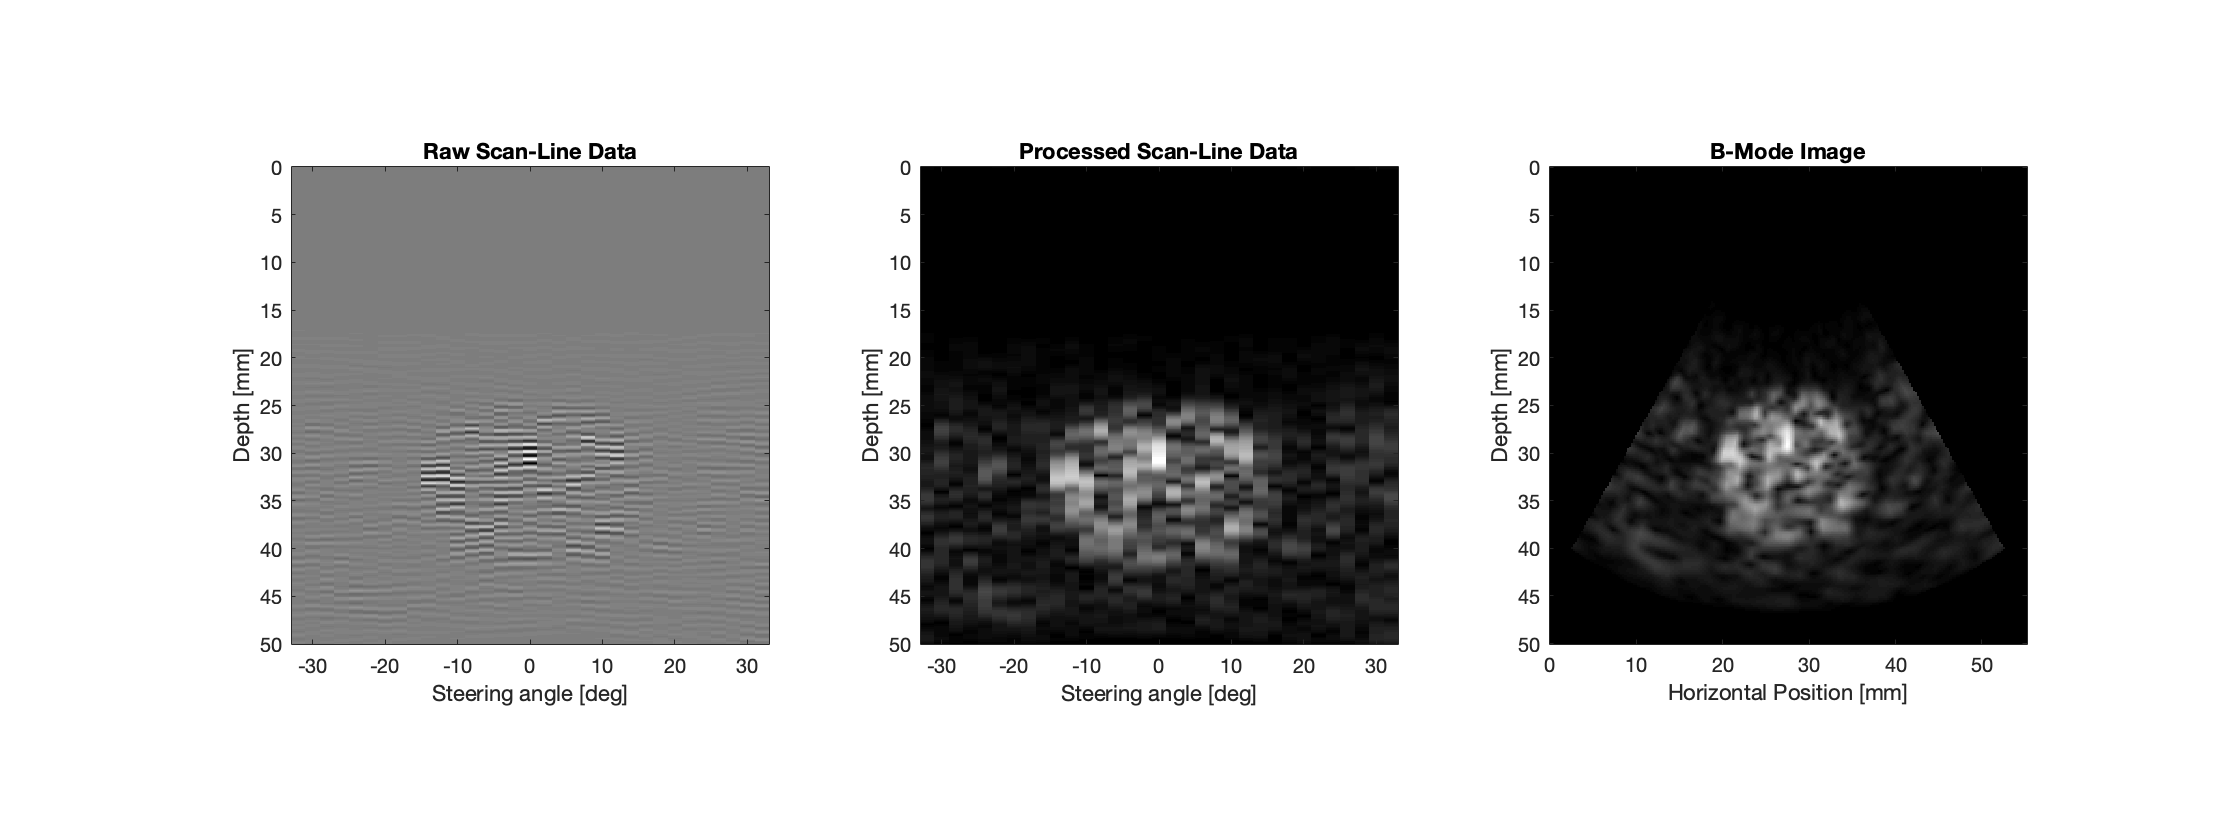 Raw Scan-Line Data
0
5
10
15
20
25
30
35
40
45
50
Depth [mm]
-30 -20 -10 0 10 20 30
Steering angle [deg]
Processed Scan-Line Data
0
5
10
15
20
25
30
35
40
45
50
Depth [mm]
-30 -20 -10 0 10 20 30
Steering angle [deg]
B-Mode Image
0
5
10
15
20
25
30
35
40
45
50
Depth [mm]
0 10 20 30 40 50
Horizontal Position [mm]